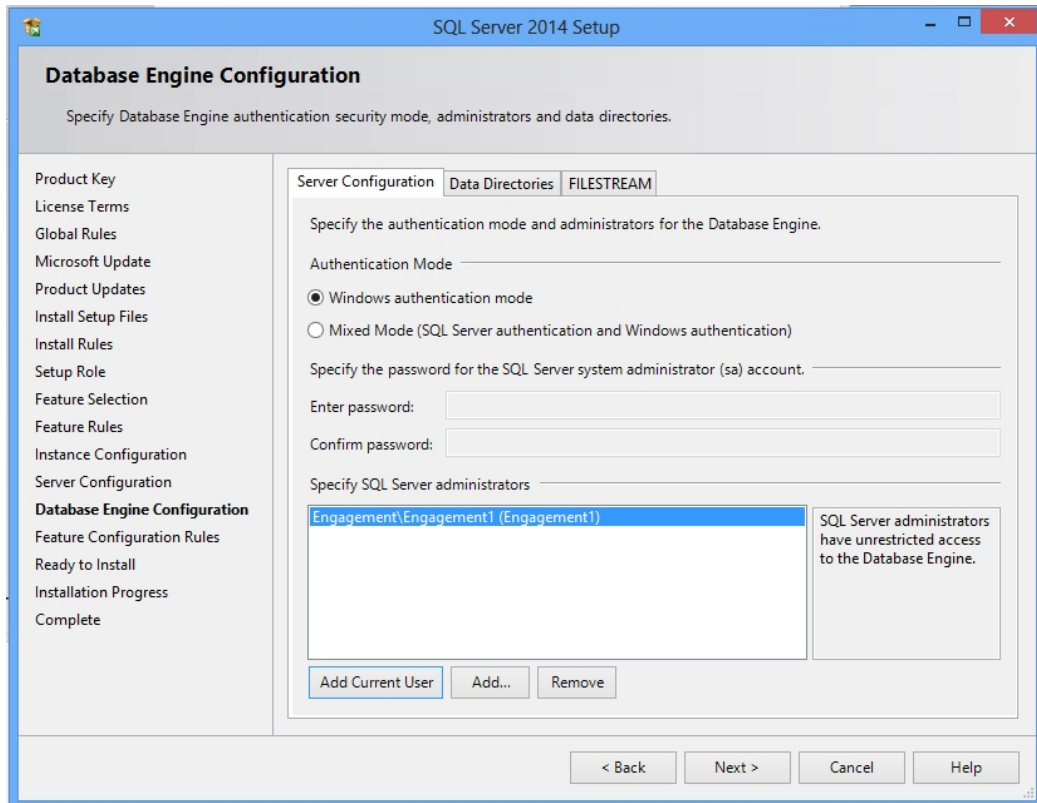 SQL Server 2014 Setup
Database Engine Configuration
Specify Database Engine authentication security mode, administrators and data directories.
Product Key
License Terms
Global Rules
Microsoft Update
Product Updates
Install Setup Files
Install Rules
Setup Role
Feature Selection
Feature Rules
Instance Configuration
Server Configuration
Database Engine Configuration
Feature Configuration Rules
Ready to Install
Installation Progress
Complete
Server Configuration Data Directories FILESTREAM
Specify the authentication mode and administrators for the Database Engine.
Authentication Mode
Windows authentication mode
Mixed Mode (SQL Server authentication and Windows authentication)
Specify the password for the SQL Server system administrator (sa) account.
Enter password:
Confirm password:
Specify SQL Server administrators
Engagement\Engagement1 (Engagement1)
SQL Server administrators
have unrestricted access
to the Database Engine.
Add Current User Add... Remove
< Back Next > Cancel Help